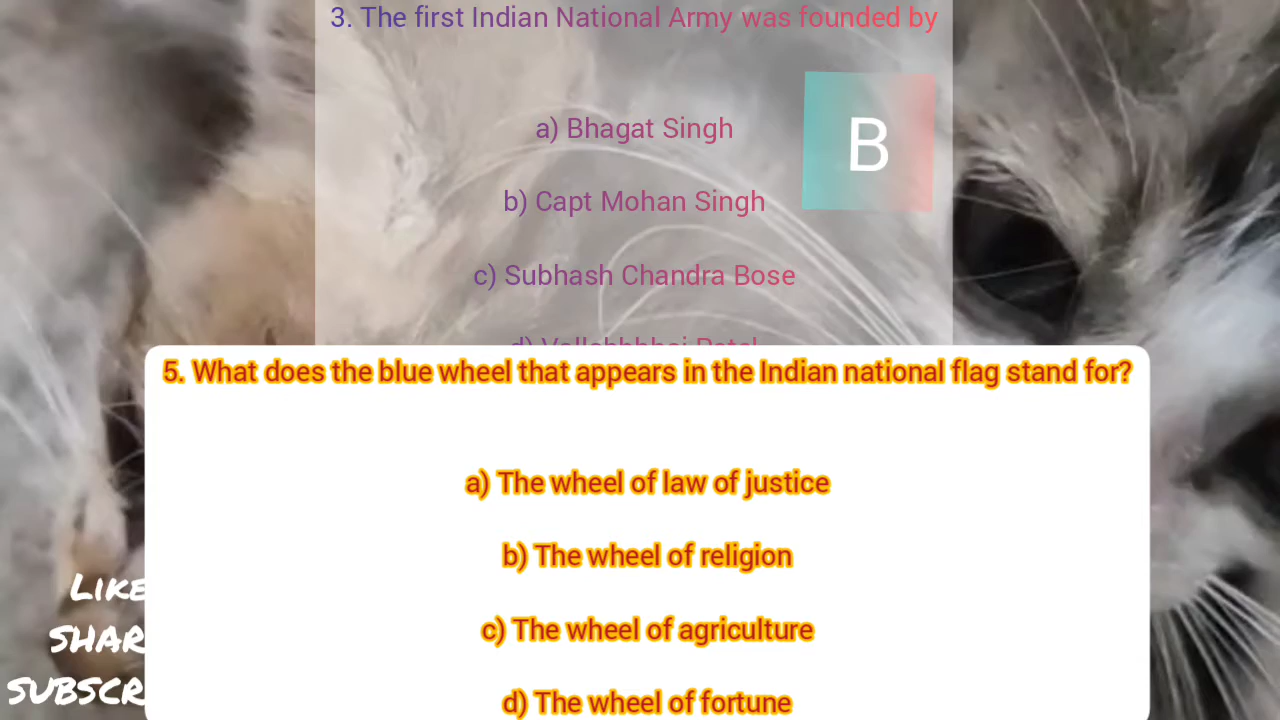 3. The first Indian National Army was founded by
a) Bhagat Singh
B
b) Capt Mohan Singh
c) Subhash Chandra Bose
5. What does the blue wheel that appears in the Indian national flag stand for?
a) The wheel of law of justice
b) The wheel of religion
c) The wheel of agriculture
d) The wheel of fortune
LIKE
SHAR
SUBSCR